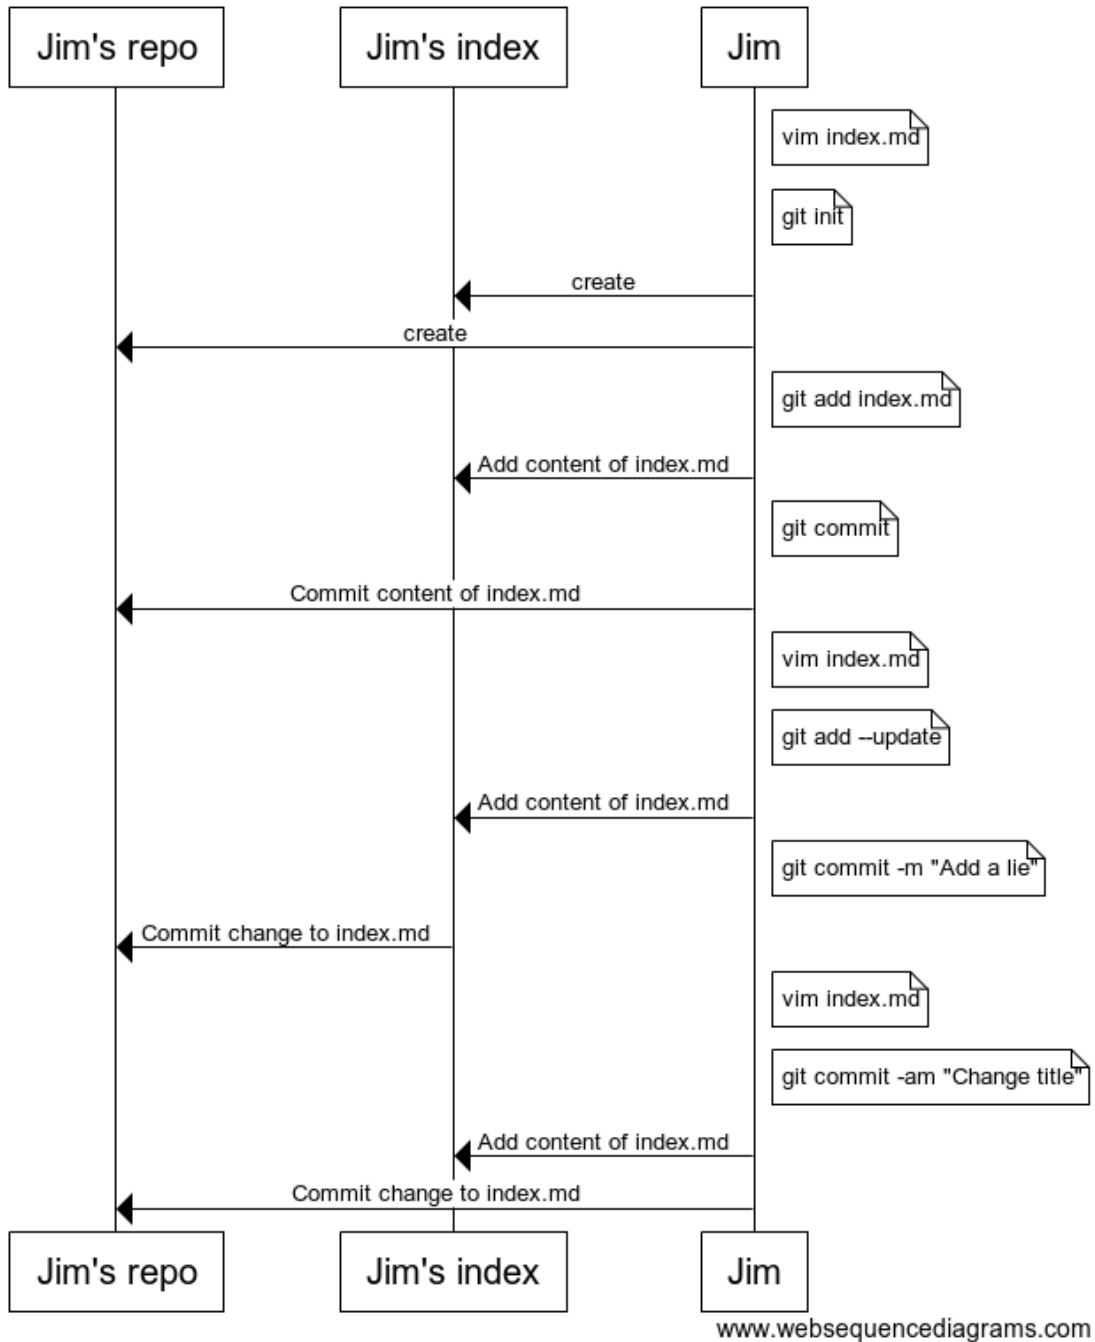 Jim's repo
Jim's index
Jim
vim index.md
git init
create
create
git add index.md
Add content of index.md
git commit
Commit content of index.md
vim index.md
git add --update
Add content of index.md
git commit -m "Add a lie"
Commit change to index.md
vim index.md
git commit -am "Change title"
Add content of index.md
Commit change to index.md
Jim's repo
Jim's index
Jim
www.websequencediagrams.com